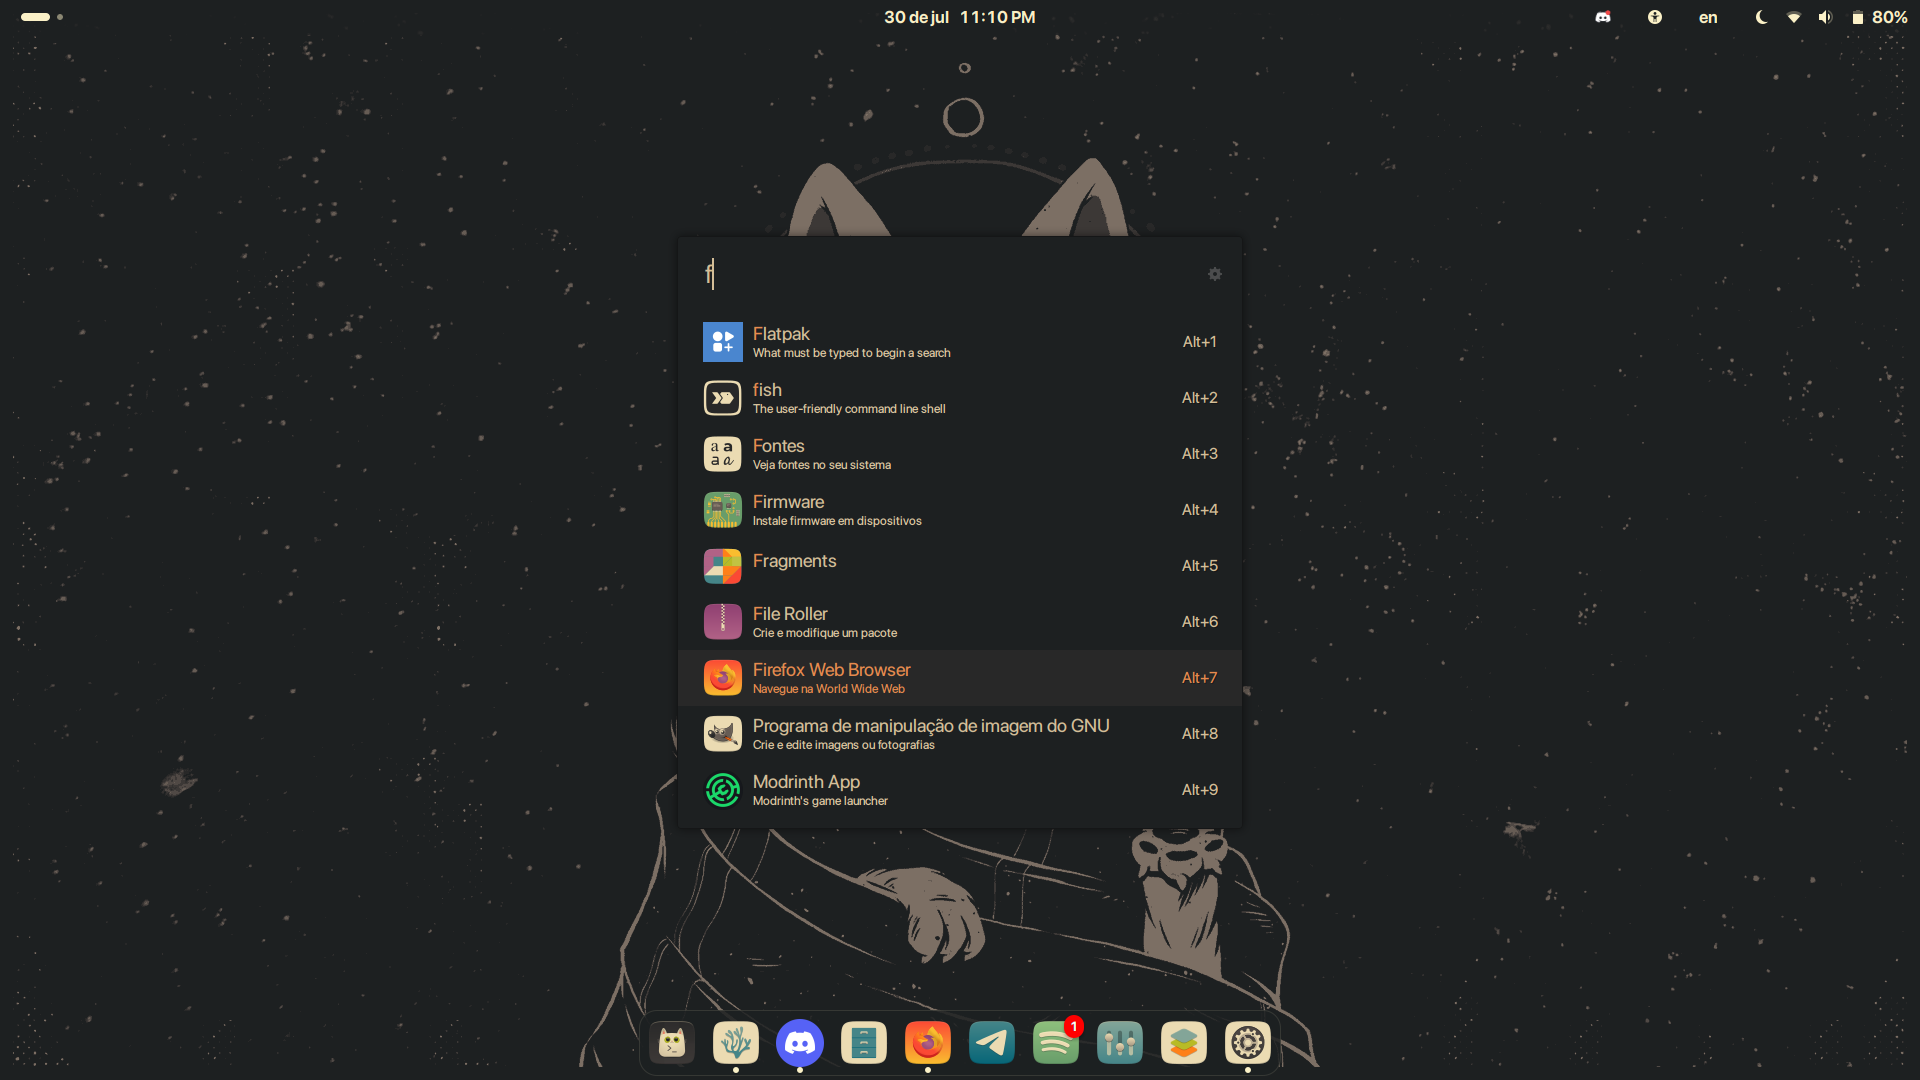 30 de jul 11:10 PM
en
80%
f
Flatpak
What must be typed to begin a search
Alt+1
fish
The user-friendly command line shell
Alt+2
Fontes
Veja fontes no seu sistema
Alt+3
Firmware
Instale firmware em dispositivos
Alt+4
Fragments
Alt+5
File Roller
Crie e modifique um pacote
Alt+6
Firefox Web Browser
Navegue na World Wide Web
Alt+7
Programa de manipulação de imagem do GNU
Crie e edite imagens ou fotografias
Alt+8
Modrinth App
Modrinth's game launcher
Alt+9
a a
a a
1